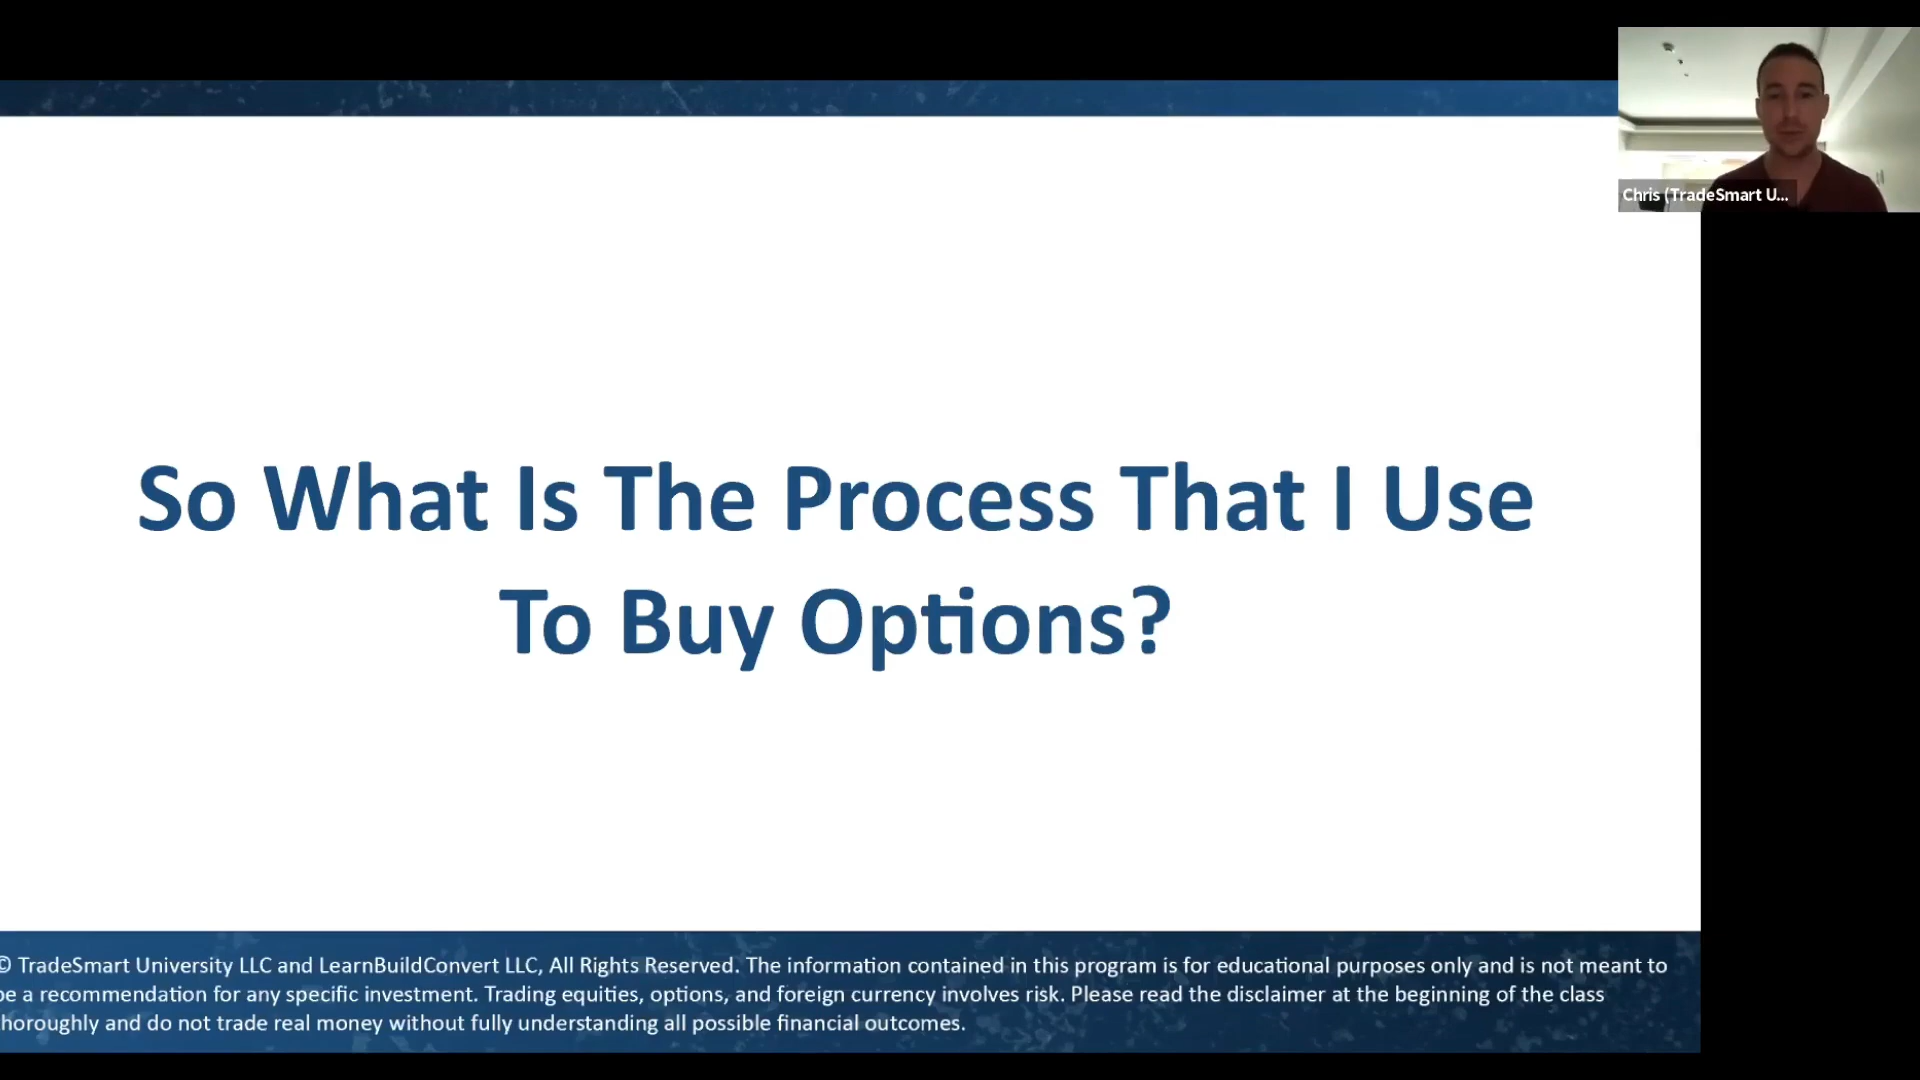 Chris (TradeSmart U...
So What Is The Process That I Use
To Buy Options?
© TradeSmart University LLC and LearnBuildConvert LLC, All Rights Reserved. The information contained in this program is for educational purposes only and is not meant to
be a recommendation for any specific investment. Trading equities, options, and foreign currency involves risk. Please read the disclaimer at the beginning of the class
horoughly and do not trade real money without fully understanding all possible financial outcomes.